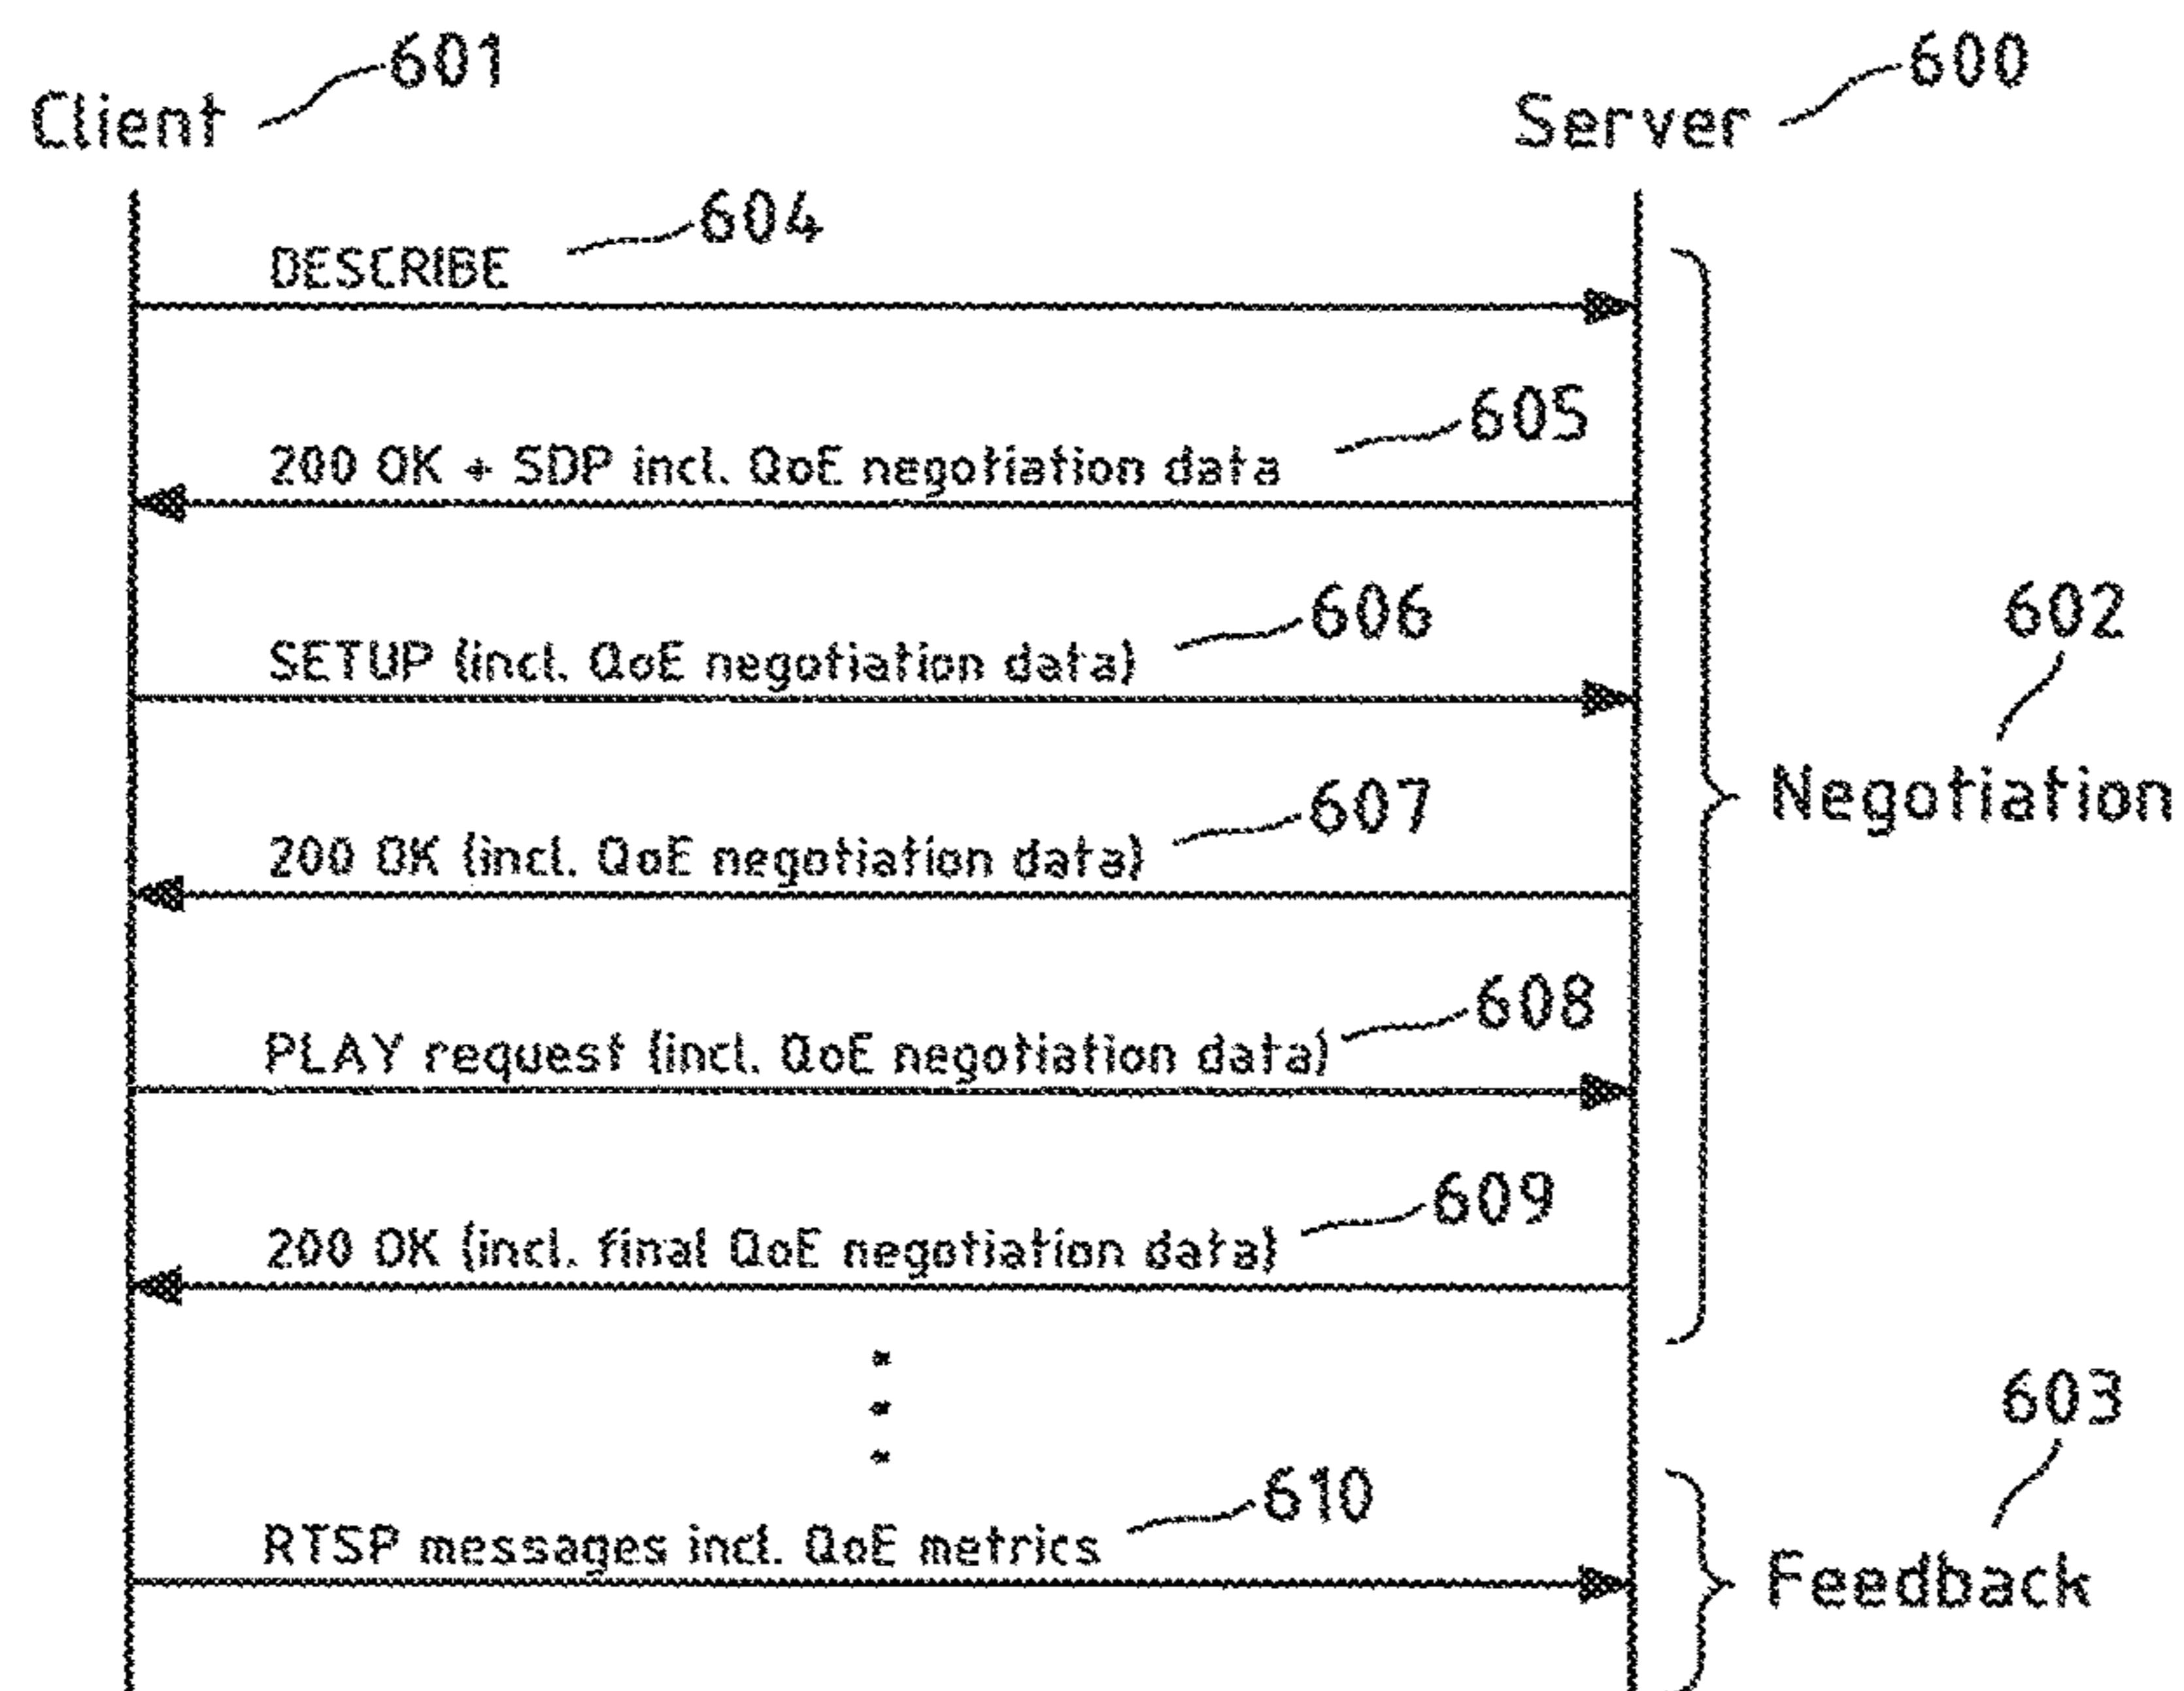 601
600
Client
Server
604
DESCRIBE
605
200 OK + SDP incl. QoE negotiation data
606
602
SETUP (incl. QoE negotiation data)
607
Negotiation
200 OK (incl. QoE negotiation data)
608
PLAY request (incl. QoE negotiation data)
609
200 OK (incl. final QoE negotiation data)
603
610
RTSP messages incl. QoE metrics
Feedback